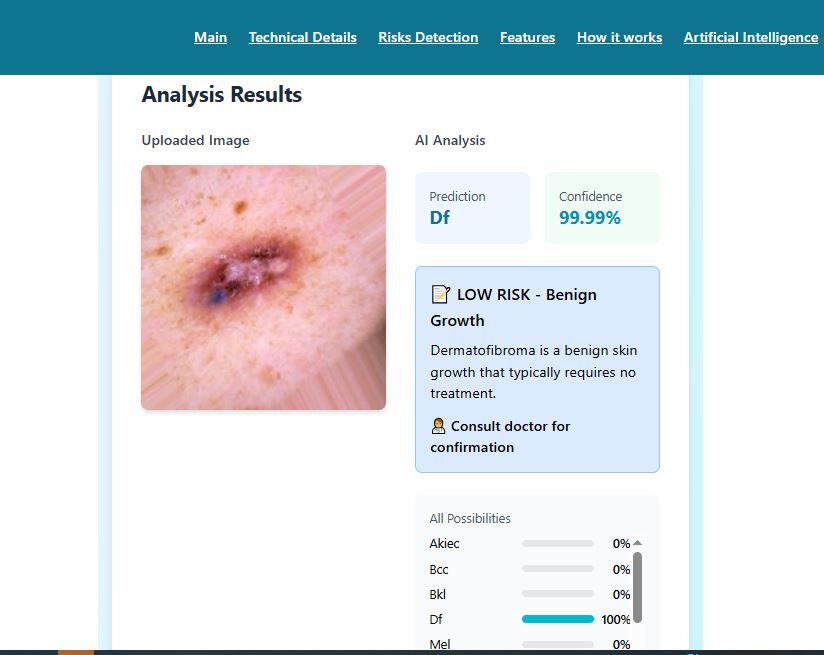 Main Technical Details Risks Detection Features How it works Artificial Intelligence
Analysis Results
Uploaded Image
AI Analysis
Prediction
Df
Confidence
99.99%
📝 LOW RISK - Benign
Growth
Dermatofibroma is a benign skin
growth that typically requires no
treatment.
Consult doctor for
confirmation
All Possibilities
Akiec 0%
Bcc 0%
Bkl 0%
Df 100%
Mel 0%